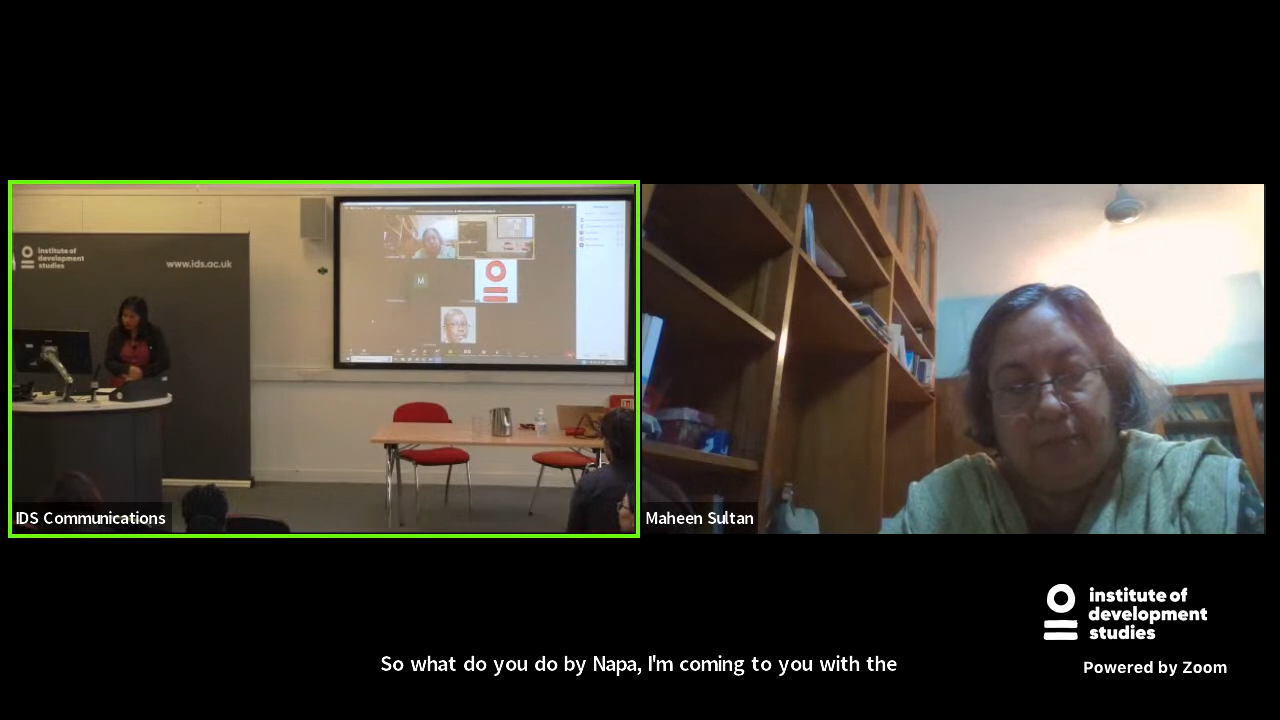 institute of
development
studies
www.ids.ac.uk
M
IDS Communications
Maheen Sultan
institute of
development
studies
Powered by Zoom
So what do you do by Napa, I'm coming to you with the